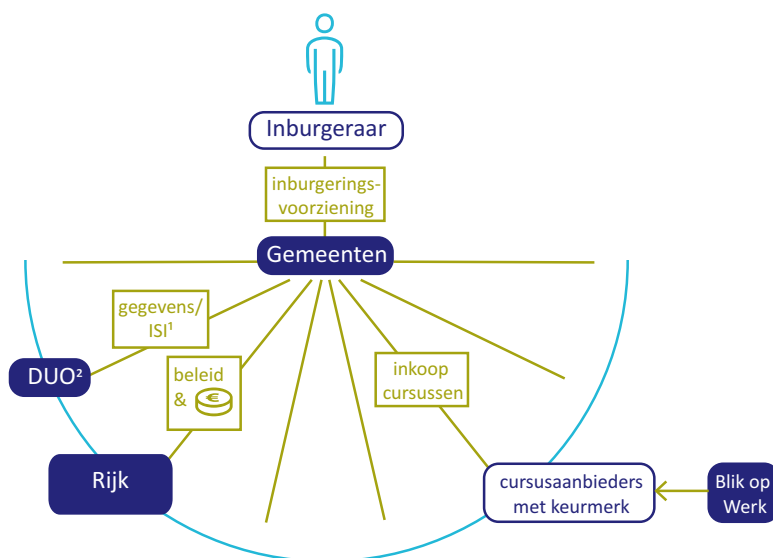 Inburgeraar
inburgerings-
voorziening
Gemeenten
gegevens/
ISI¹
DUO²
beleid
& €
inkoop
cursussen
Rijk
cursusaanbieders
met keurmerk
Blik op
Werk